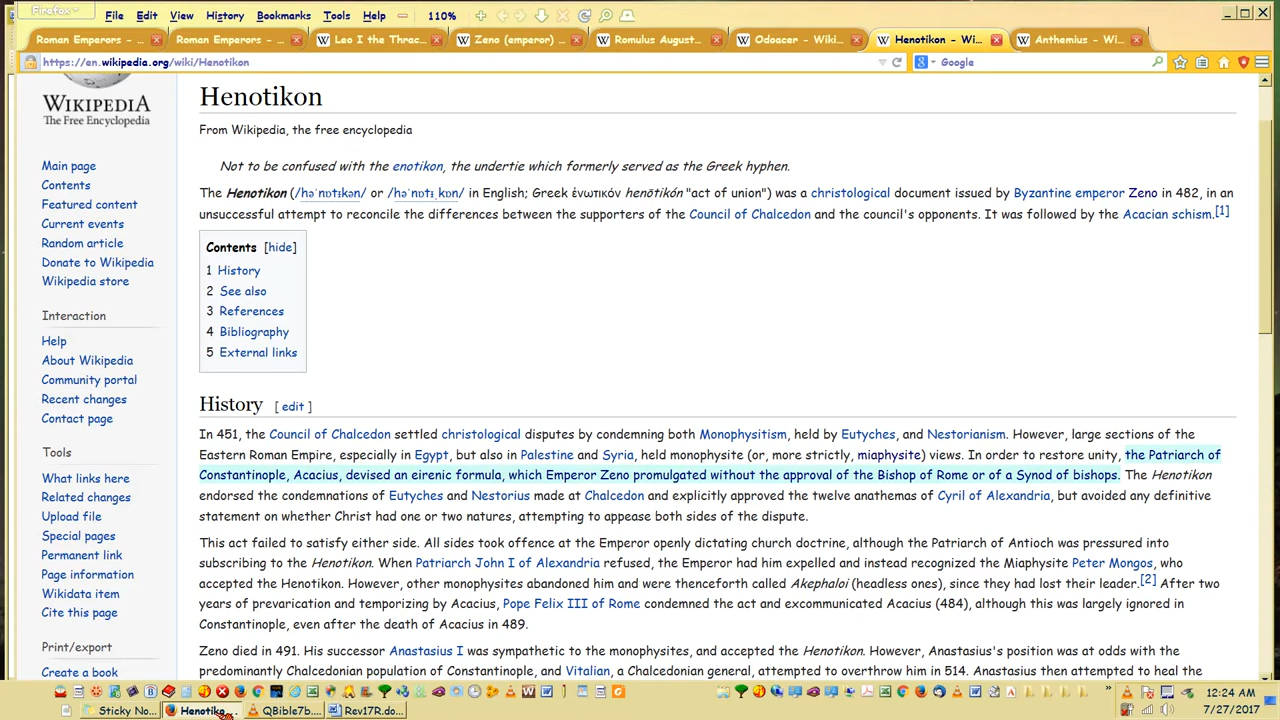 Firefox
File Edit View History Bookmarks Tools Help 110%
Roman Emperors - ... Roman Emperors - ... Leo I the Thrac... Zeno (emperor) ... Romulus August... Odoacer - Wiki... Henotikon - Wi... Anthemius - Wi...
https://en.wikipedia.org/wiki/Henotikon Google
WIKIPEDIA
The Free Encyclopedia
Main page
Contents
Featured content
Current events
Random article
Donate to Wikipedia
Wikipedia store
Interaction
Help
About Wikipedia
Community portal
Recent changes
Contact page
Tools
What links here
Related changes
Upload file
Special pages
Permanent link
Page information
Wikidata item
Cite this page
Print/export
Create a book
Henotikon
From Wikipedia, the free encyclopedia
Not to be confused with the enotikon, the undertie which formerly served as the Greek hyphen.
The Henotikon (/həˈnɒtɪkən/ or /həˈnɒtɪˌkɒn/ in English; Greek ἑνωτικόν henōtikón "act of union") was a christological document issued by Byzantine emperor Zeno in 482, in an
unsuccessful attempt to reconcile the differences between the supporters of the Council of Chalcedon and the council's opponents. It was followed by the Acacian schism.[1]
Contents [hide]
1 History
2 See also
3 References
4 Bibliography
5 External links
History [ edit ]
In 451, the Council of Chalcedon settled christological disputes by condemning both Monophysitism, held by Eutyches, and Nestorianism. However, large sections of the
Eastern Roman Empire, especially in Egypt, but also in Palestine and Syria, held monophysite (or, more strictly, miaphysite) views. In order to restore unity, the Patriarch of
Constantinople, Acacius, devised an eirenic formula, which Emperor Zeno promulgated without the approval of the Bishop of Rome or of a Synod of bishops. The Henotikon
endorsed the condemnations of Eutyches and Nestorius made at Chalcedon and explicitly approved the twelve anathemas of Cyril of Alexandria, but avoided any definitive
statement on whether Christ had one or two natures, attempting to appease both sides of the dispute.
This act failed to satisfy either side. All sides took offence at the Emperor openly dictating church doctrine, although the Patriarch of Antioch was pressured into
subscribing to the Henotikon. When Patriarch John I of Alexandria refused, the Emperor had him expelled and instead recognized the Miaphysite Peter Mongos, who
accepted the Henotikon. However, other monophysites abandoned him and were thenceforth called Akephaloi (headless ones), since they had lost their leader.[2] After two
years of prevarication and temporizing by Acacius, Pope Felix III of Rome condemned the act and excommunicated Acacius (484), although this was largely ignored in
Constantinople, even after the death of Acacius in 489.
Zeno died in 491. His successor Anastasius I was sympathetic to the monophysites, and accepted the Henotikon. However, Anastasius's position was at odds with the
predominantly Chalcedonian population of Constantinople, and Vitalian, a Chalcedonian general, attempted to overthrow him in 514. Anastasius then attempted to heal the
12:24 AM
Sticky No... Henotiko... QBible7b.... Rev17R.do... 7/27/2017